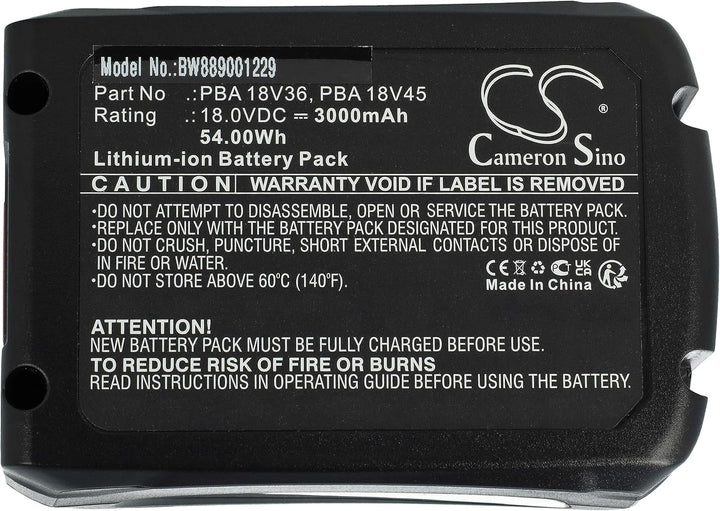 Model No.:BW889001229
Part No .: PBA 18V36, PBA 18V45
Rating .: 18.0VDC ⎓ 3000mAh
54.00Wh
Lithium-ion Battery Pack
CS
®
Cameron Sino
CAUTION WARRANTY VOID IF LABEL IS REMOVED
•DO NOT ATTEMPT TO DISASSEMBLE, OPEN OR SERVICE THE BATTERY PACK.
•REPLACE ONLY WITH THE BATTERY PACK DESIGNATED FOR THIS PRODUCT.
•DO NOT CRUSH, PUNCTURE, SHORT EXTERNAL CONTACTS OR DISPOSE OF
IN FIRE OR WATER.
•DO NOT STORE ABOVE 60°C (140°F).
CE UK CA
Made In China
ATTENTION!
NEW BATTERY PACK MUST BE FULLY CHARGED BEFORE USE.
TO REDUCE RISK OF FIRE OR BURNS
READ INSTRUCTIONS IN OPERATING GUIDE BEFORE USING THE BATTERY.